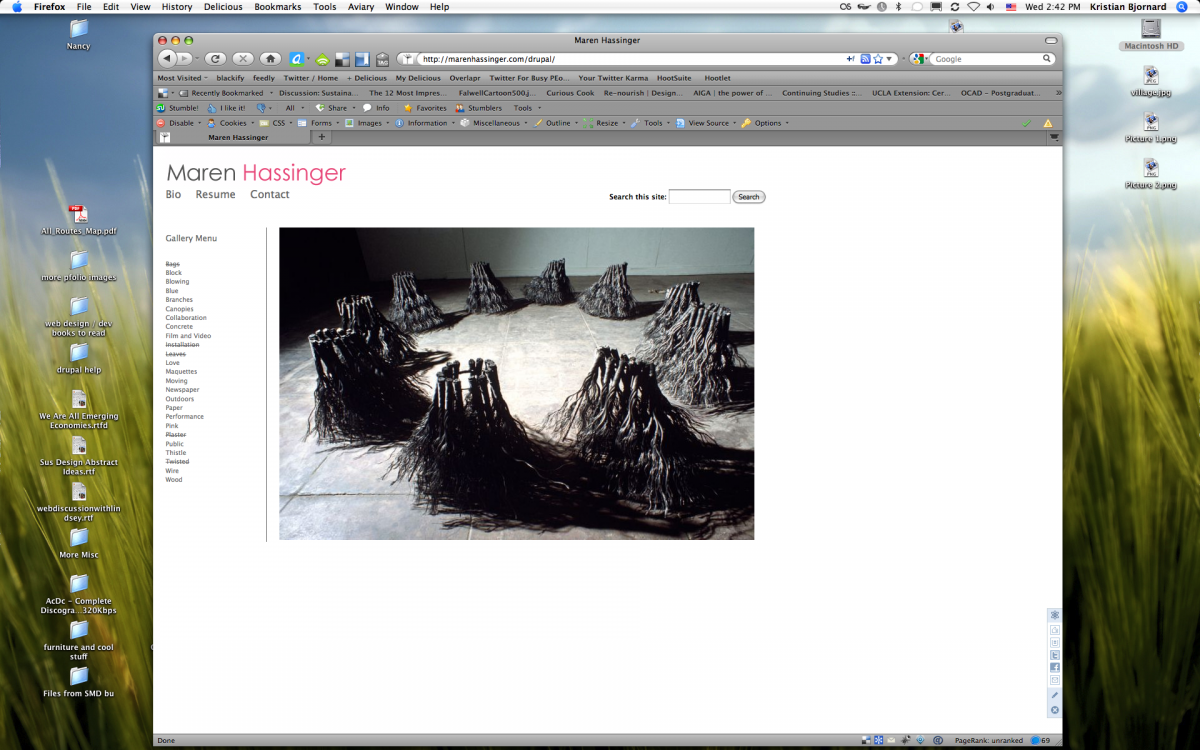 Firefox File Edit View History Delicious Bookmarks Tools Aviary Window Help Wed 2:42 PM Kristian Bjornard
Nancy
All_Routes_Map.pdf
more pfolio images
web design / dev
books to read
drupal help
We Are All Emerging
Economies.rtfd
Sus Design Abstract
Ideas.rtf
webdiscussionwithlin
dsey.rtf
More Misc
AcDc - Complete
Discogra...320Kbps
furniture and cool
stuff
Files from SMD bu
Macintosh HD
village.jpg
Picture 1.png
Picture 2.png
Maren Hassinger
http://marenhassinger.com/drupal/
Google
Most Visited blackify feedly Twitter / Home + Delicious My Delicious Overlapr Twitter For Busy PEo... Your Twitter Karma HootSuite Hootlet
Recently Bookmarked Discussion: Sustaina... The 12 Most Impres... FalwellCartoon500.j... Curious Cook Re-nourish | Design... AIGA | the power of ... Continuing Studies ::... UCLA Extension: Cer... OCAD - Postgraduat... »
Stumble! I like it! All Share Info Favorites Stumblers Tools
Disable Cookies CSS Forms Images Information Miscellaneous Outline Resize Tools View Source Options
Maren Hassinger +
Maren Hassinger
Bio Resume Contact
Search this site: Search
Gallery Menu
Bags
Block
Blowing
Blue
Branches
Canopies
Collaboration
Concrete
Film and Video
Installation
Leaves
Love
Maquettes
Moving
Newspaper
Outdoors
Paper
Performance
Pink
Plaster
Public
Thistle
Twisted
Wire
Wood
Done PageRank: unranked 69